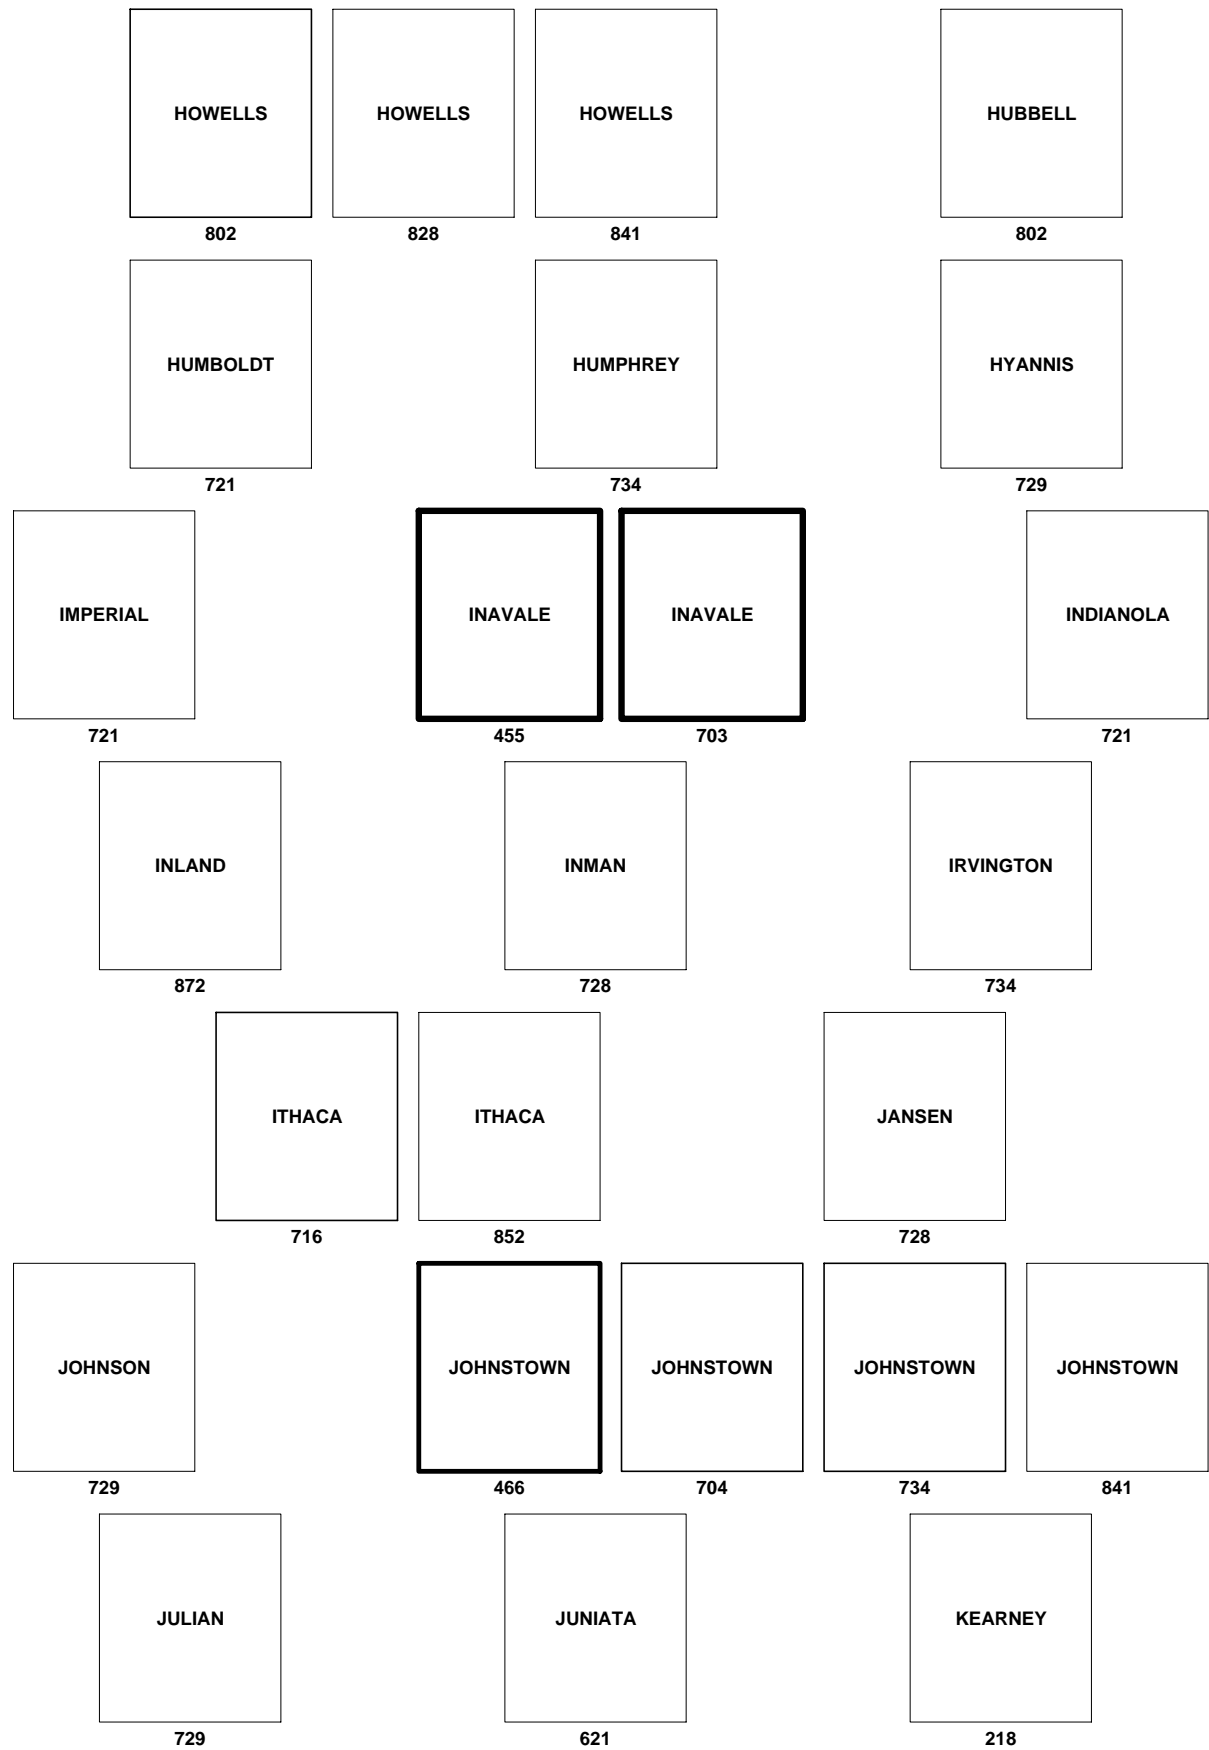 HOWELLS HOWELLS HOWELLS HUBBELL
802 828 841 802
HUMBOLDT HUMPHREY HYANNIS
721 734 729
IMPERIAL INAVALE INAVALE INDIANOLA
721 455 703 721
INLAND INMAN IRVINGTON
872 728 734
ITHACA ITHACA JANSEN
716 852 728
JOHNSON JOHNSTOWN JOHNSTOWN JOHNSTOWN JOHNSTOWN
729 466 704 734 841
JULIAN JUNIATA KEARNEY
729 621 218